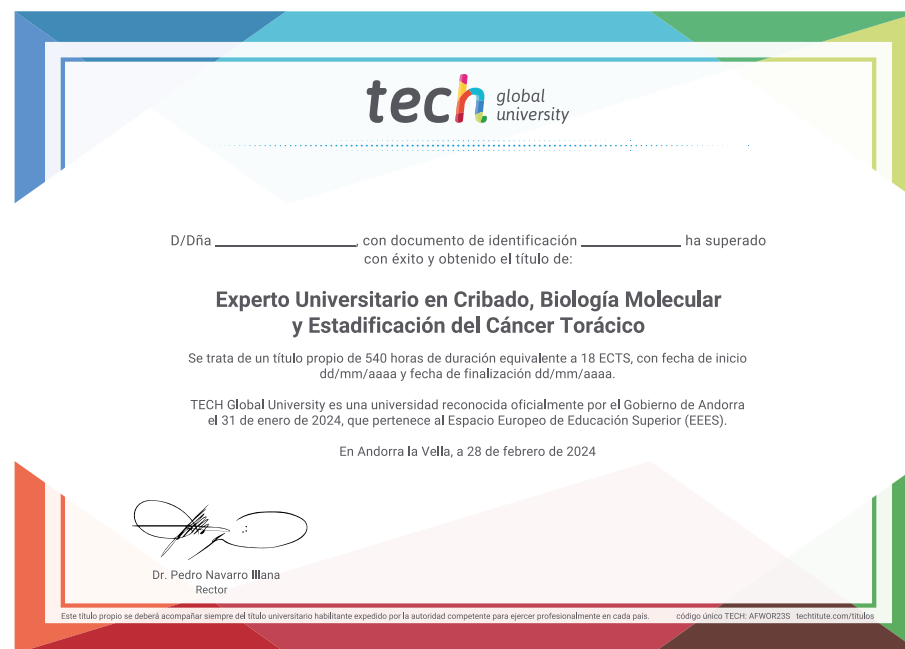 tech global university
D/Dña ____________________, con documento de identificación ______________ ha superado
con éxito y obtenido el título de:
Experto Universitario en Cribado, Biología Molecular
y Estadificación del Cáncer Torácico
Se trata de un título propio de 540 horas de duración equivalente a 18 ECTS, con fecha de inicio
dd/mm/aaaa y fecha de finalización dd/mm/aaaa.
TECH Global University es una universidad reconocida oficialmente por el Gobierno de Andorra
el 31 de enero de 2024, que pertenece al Espacio Europeo de Educación Superior (EEES).
En Andorra la Vella, a 28 de febrero de 2024
Dr. Pedro Navarro Illana
Rector
Este título propio se deberá acompañar siempre del título universitario habilitante expedido por la autoridad competente para ejercer profesionalmente en cada país. código único TECH: AFWOR23S techtitute.com/titulos